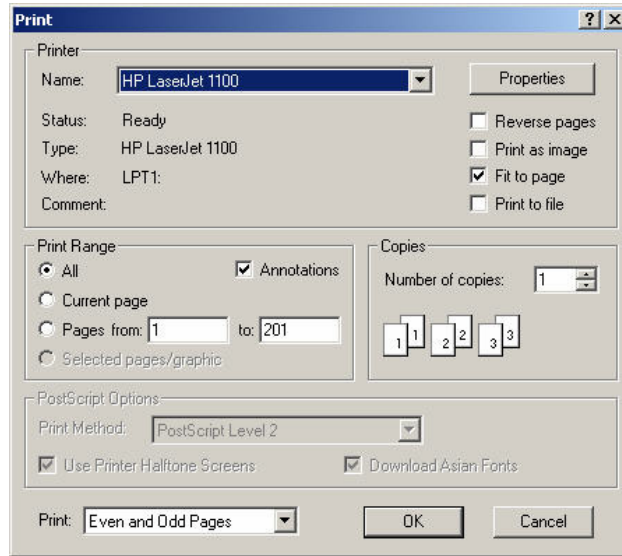 Print
Printer
Name: HP LaserJet 1100 Properties
Status: Ready Reverse pages
Type: HP LaserJet 1100 Print as image
Where: LPT1: Fit to page
Comment: Print to file
Print Range Copies
All Annotations Number of copies: 1
Current page
Pages from: 1 to: 201 1 1 2 2 3 3
Selected pages/graphic
PostScript Options
Print Method: PostScript Level 2
Use Printer Halftone Screens Download Asian Fonts
Print: Even and Odd Pages OK Cancel